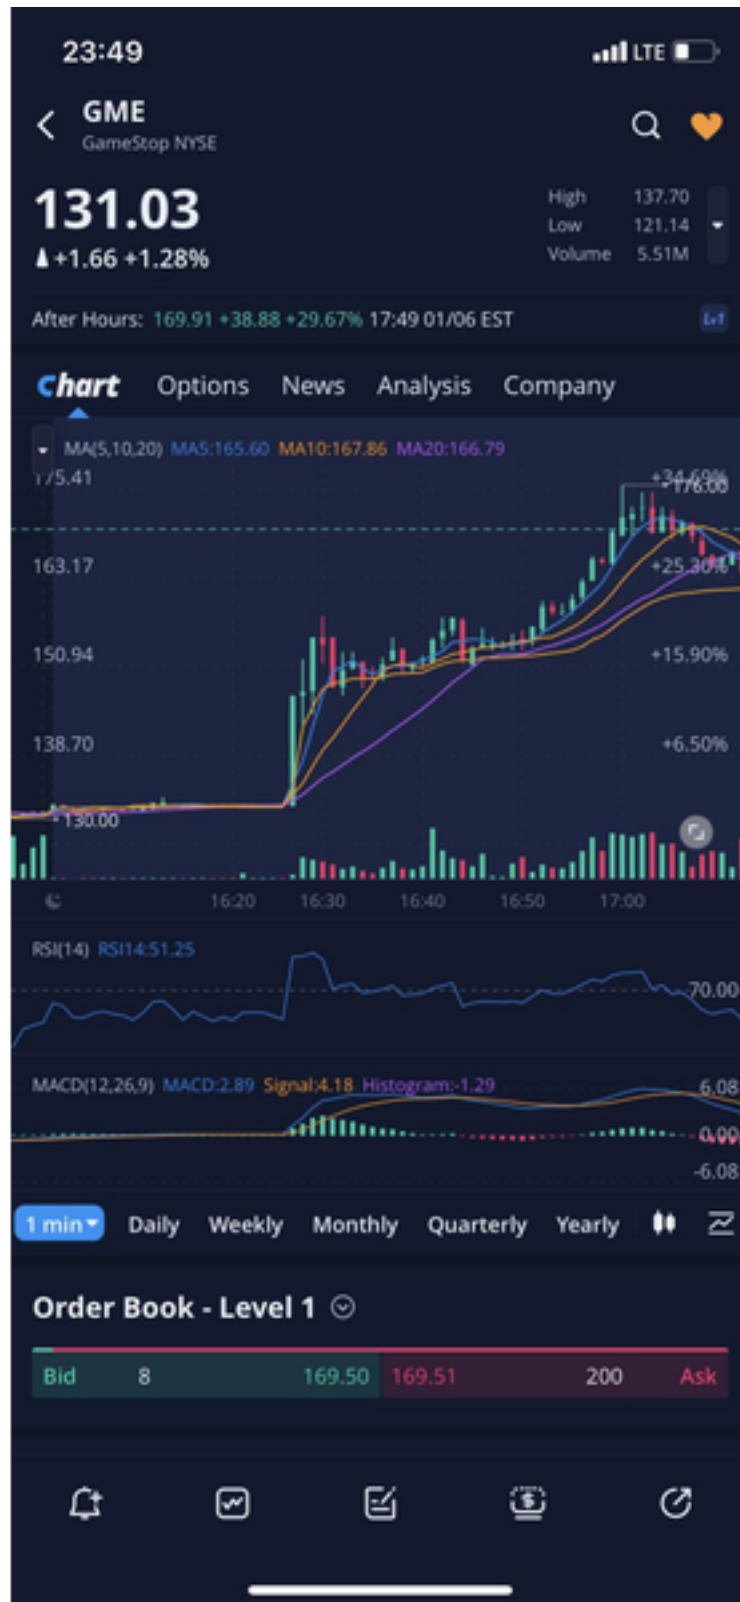 23:49
LTE
GME
GameStop NYSE
131.03
+1.66 +1.28%
High 137.70
Low 121.14
Volume 5.51M
After Hours: 169.91 +38.88 +29.67% 17:49 01/06 EST
Lv1
Chart Options News Analysis Company
MA(5,10,20) MA5:165.60 MA10:167.86 MA20:166.79
175.41 +34.69%
176.00
163.17 +25.30%
150.94 +15.90%
138.70 +6.50%
130.00
16:20 16:30 16:40 16:50 17:00
RSI(14) RSI14:51.25
70.00
MACD(12,26,9) MACD:2.89 Signal:4.18 Histogram:-1.29
6.08
0.00
-6.08
1 min Daily Weekly Monthly Quarterly Yearly
Order Book - Level 1
Bid 8 169.50 169.51 200 Ask